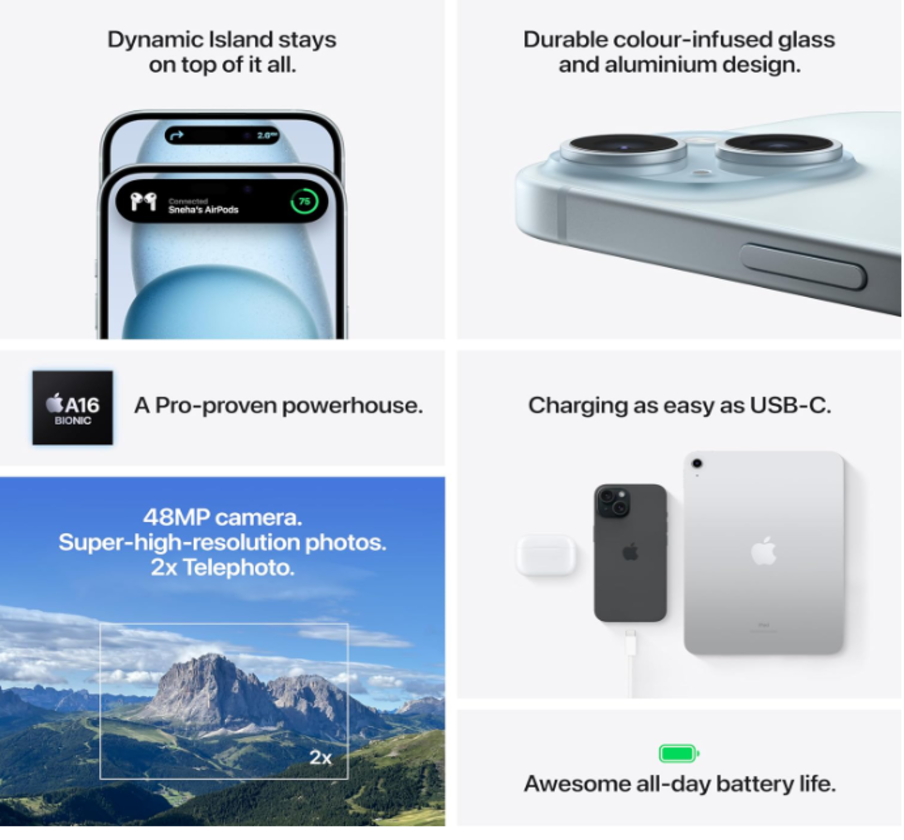 Dynamic Island stays
on top of it all.
2.0
Connected
Sneha's AirPods
75
Durable colour-infused glass
and aluminium design.
A16
BIONIC
A Pro-proven powerhouse.
48MP camera.
Super-high-resolution photos.
2x Telephoto.
2x
Charging as easy as USB-C.
iPad
Awesome all-day battery life.